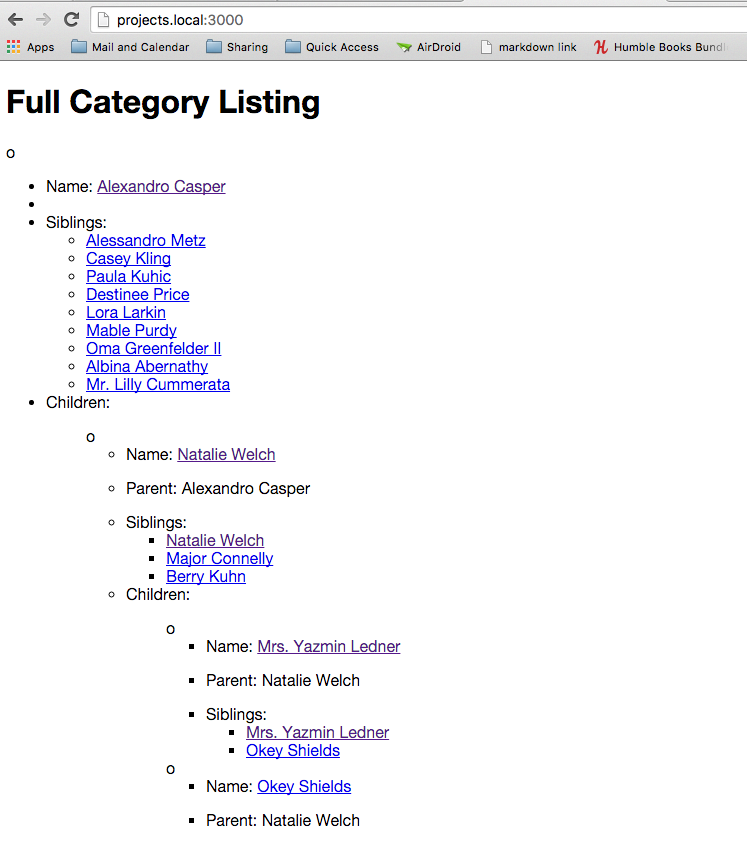 projects.local:3000
Apps Mail and Calendar Sharing Quick Access AirDroid markdown link Humble Books Bundl
Full Category Listing
o
Name: Alexandro Casper
Siblings:
Alessandro Metz
Casey Kling
Paula Kuhic
Destinee Price
Lora Larkin
Mable Purdy
Oma Greenfelder II
Albina Abernathy
Mr. Lilly Cummerata
Children:
o
Name: Natalie Welch
Parent: Alexandro Casper
Siblings:
Natalie Welch
Major Connelly
Berry Kuhn
Children:
o
Name: Mrs. Yazmin Ledner
Parent: Natalie Welch
Siblings:
Mrs. Yazmin Ledner
Okey Shields
o
Name: Okey Shields
Parent: Natalie Welch